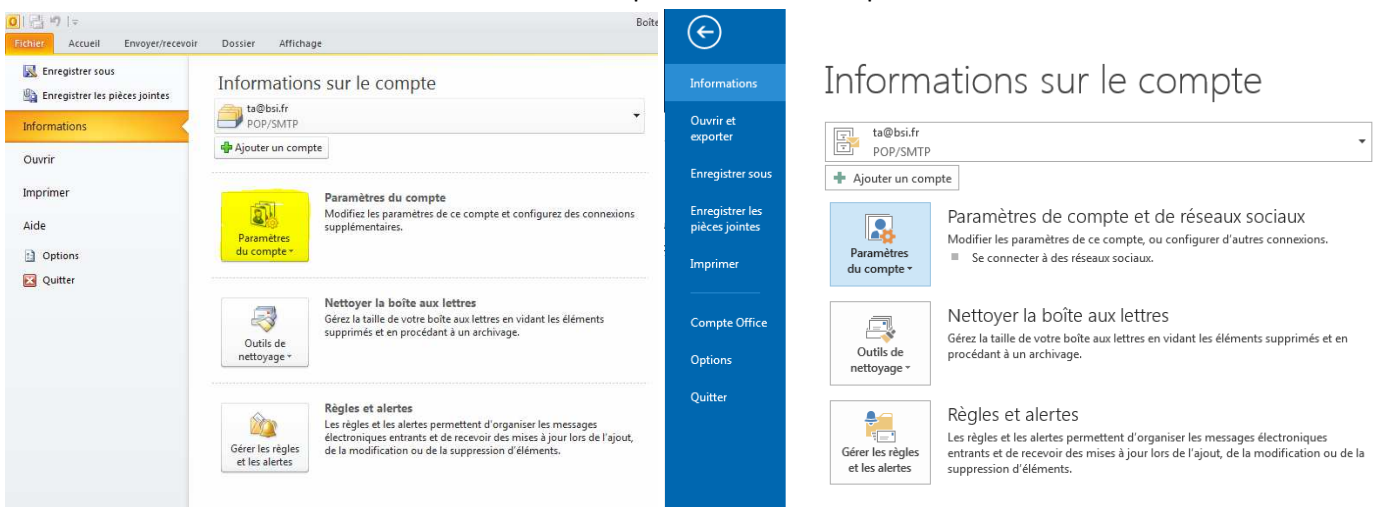 Boîte
Fichier Accueil Envoyer/recevoir Dossier Affichage
Enregistrer sous
Enregistrer les pièces jointes
Informations
Ouvrir
Imprimer
Aide
Options
Quitter
Informations sur le compte
ta@bsi.fr
POP/SMTP
Ajouter un compte
Paramètres
du compte
Paramètres du compte
Modifiez les paramètres de ce compte et configurez des connexions
supplémentaires.
Outils de
nettoyage
Nettoyer la boîte aux lettres
Gérez la taille de votre boîte aux lettres en vidant les éléments
supprimés et en procédant à un archivage.
Gérer les règles
et les alertes
Règles et alertes
Les règles et les alertes permettent d'organiser les messages
électroniques entrants et de recevoir des mises à jour lors de l'ajout,
de la modification ou de la suppression d'éléments.
Informations
Ouvrir et
exporter
Enregistrer sous
Enregistrer les
pièces jointes
Imprimer
Compte Office
Options
Quitter
Informations sur le compte
ta@bsi.fr
POP/SMTP
Ajouter un compte
Paramètres
du compte
Paramètres de compte et de réseaux sociaux
Modifier les paramètres de ce compte, ou configurer d'autres connexions.
Se connecter à des réseaux sociaux.
Outils de
nettoyage
Nettoyer la boîte aux lettres
Gérez la taille de votre boîte aux lettres en vidant les éléments supprimés et en
procédant à un archivage.
Gérer les règles
et les alertes
Règles et alertes
Les règles et les alertes permettent d'organiser les messages électroniques
entrants et de recevoir des mises à jour lors de l'ajout, de la modification ou de la
suppression d'éléments.